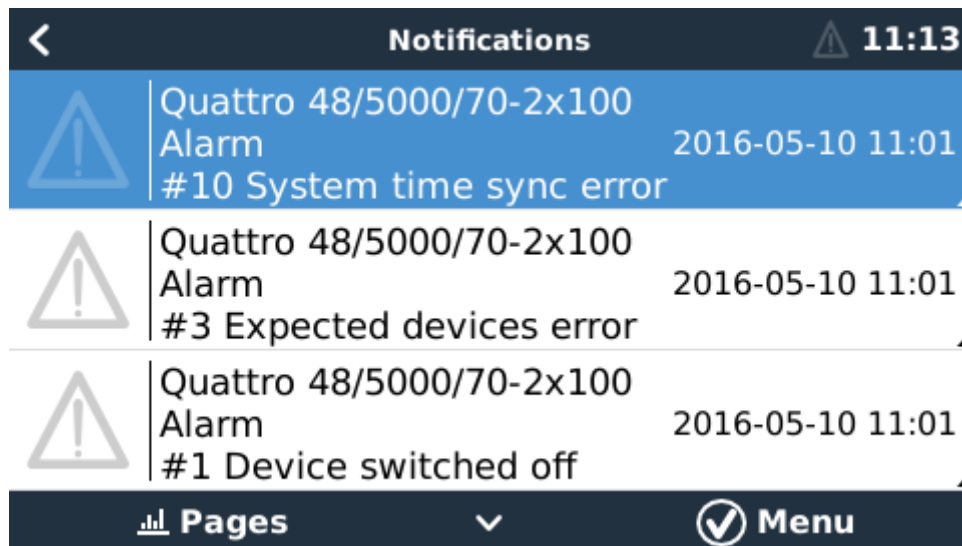 Notifications
11:13
Quattro 48/5000/70-2x100
Alarm
2016-05-10 11:01
#10 System time sync error
Quattro 48/5000/70-2x100
Alarm
2016-05-10 11:01
#3 Expected devices error
Quattro 48/5000/70-2x100
Alarm
2016-05-10 11:01
#1 Device switched off
Pages
Menu